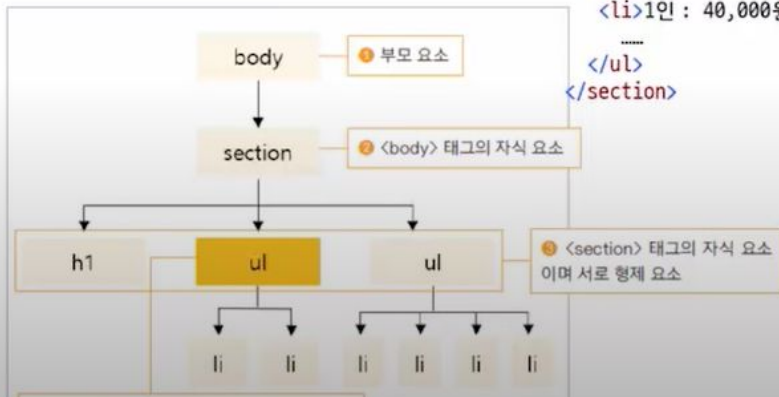 <li>1인 : 40,000원
……
</ul>
</section>
body
❶ 부모 요소
section
❷ <body> 태그의 자식 요소
h1
ul
ul
❸ <section> 태그의 자식 요소
이며 서로 형제 요소
li
li
li
li
li
li